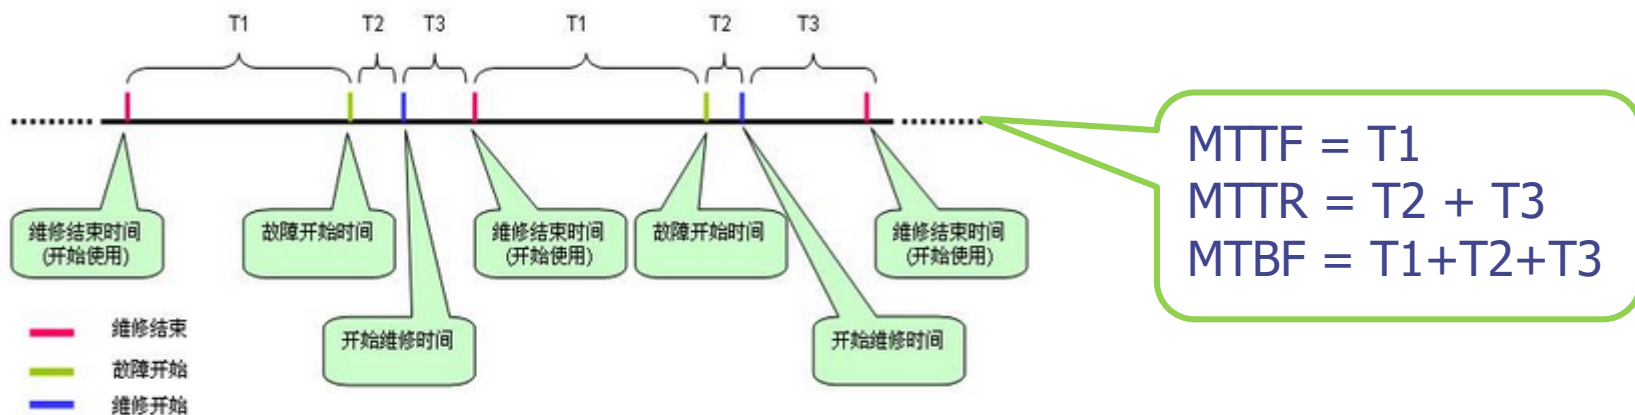 T1
T2
T3
T1
T2
T3
维修结束时间
(开始使用)
故障开始时间
维修结束时间
(开始使用)
故障开始时间
维修结束时间
(开始使用)
开始维修时间
开始维修时间
维修结束
故障开始
维修开始
MTTF = T1
MTTR = T2 + T3
MTBF = T1+T2+T3